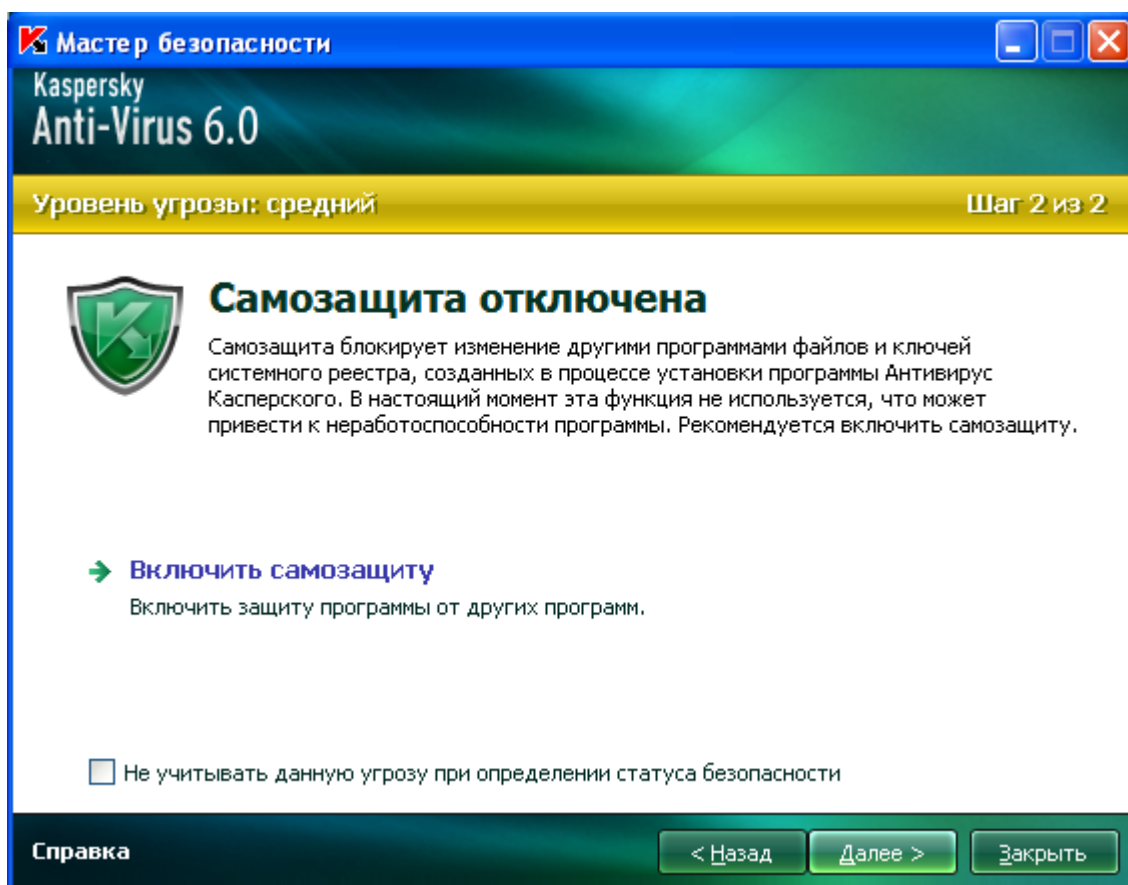 Мастер безопасности
Kaspersky
Anti-Virus 6.0
Уровень угрозы: средний
Шаг 2 из 2
Самозащита отключена
Самозащита блокирует изменение другими программами файлов и ключей
системного реестра, созданных в процессе установки программы Антивирус
Касперского. В настоящий момент эта функция не используется, что может
привести к неработоспособности программы. Рекомендуется включить самозащиту.
Включить самозащиту
Включить защиту программы от других программ.
Не учитывать данную угрозу при определении статуса безопасности
Справка
< Назад
Далее >
Закрыть